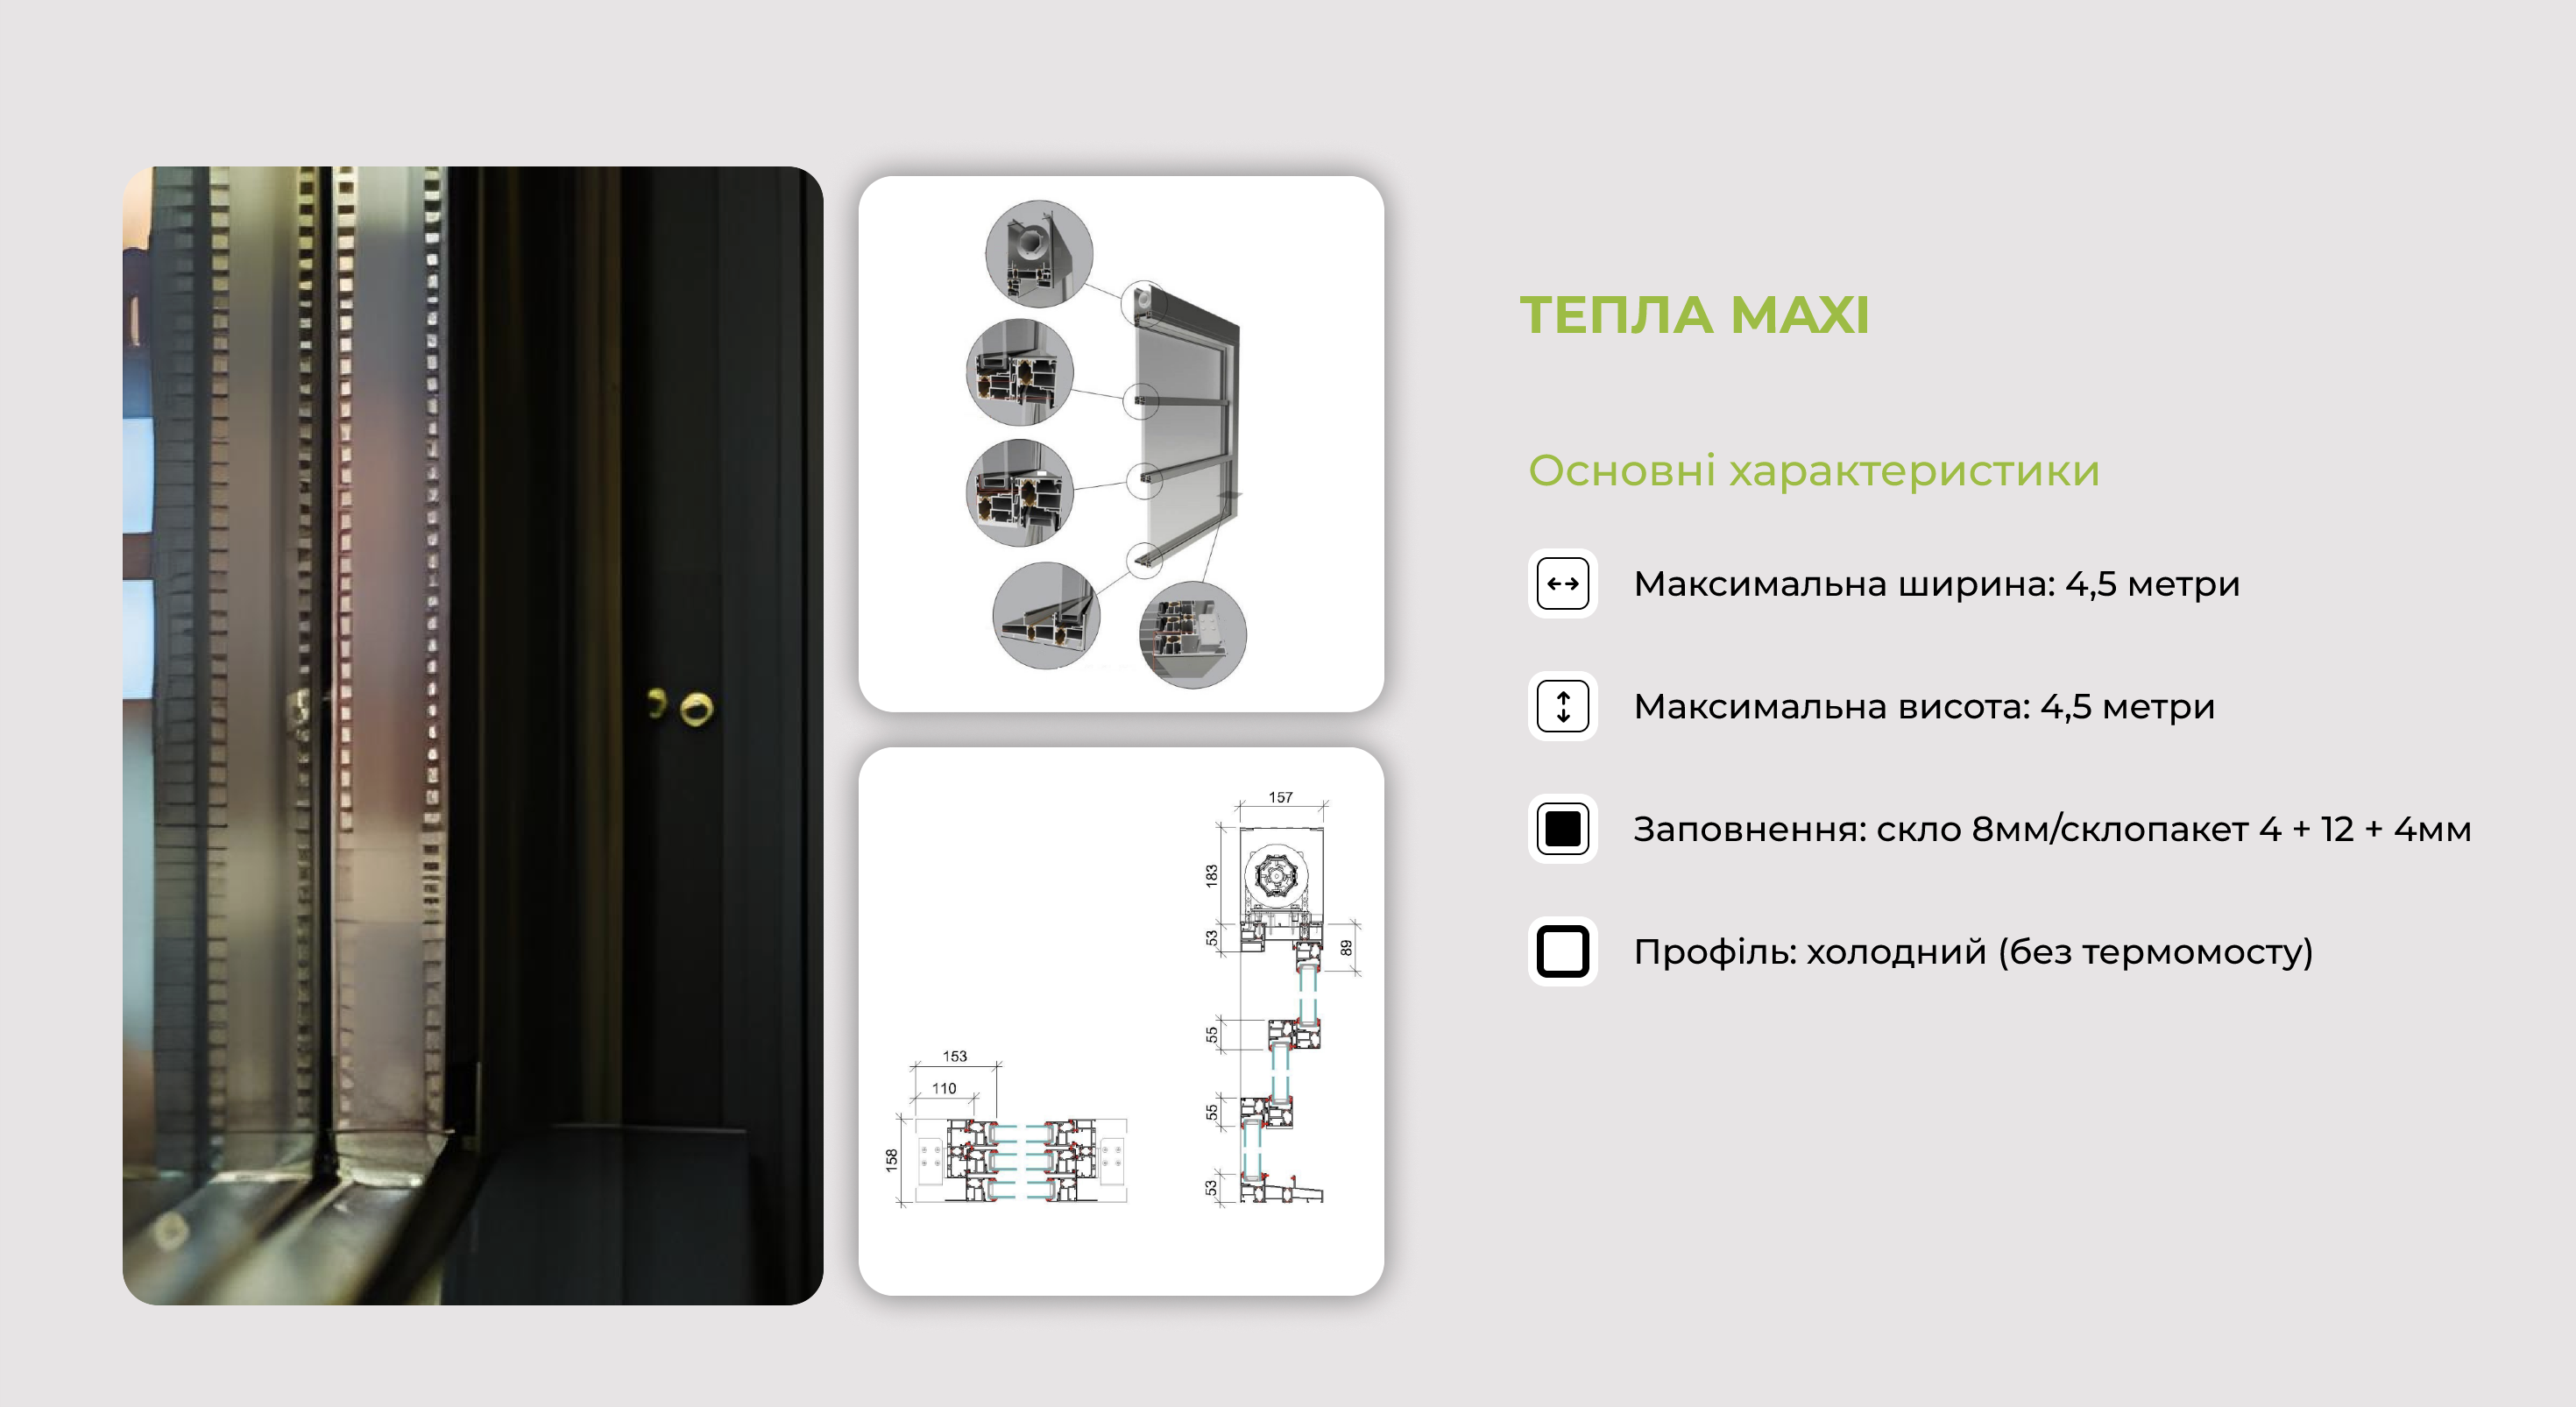 ТЕПЛА MAXI
Основні характеристики
Максимальна ширина: 4,5 метри
Максимальна висота: 4,5 метри
Заповнення: скло 8мм/склопакет 4 + 12 + 4мм
Профіль: холодний (без термомосту)
157
183
53
89
55
55
53
153
110
158